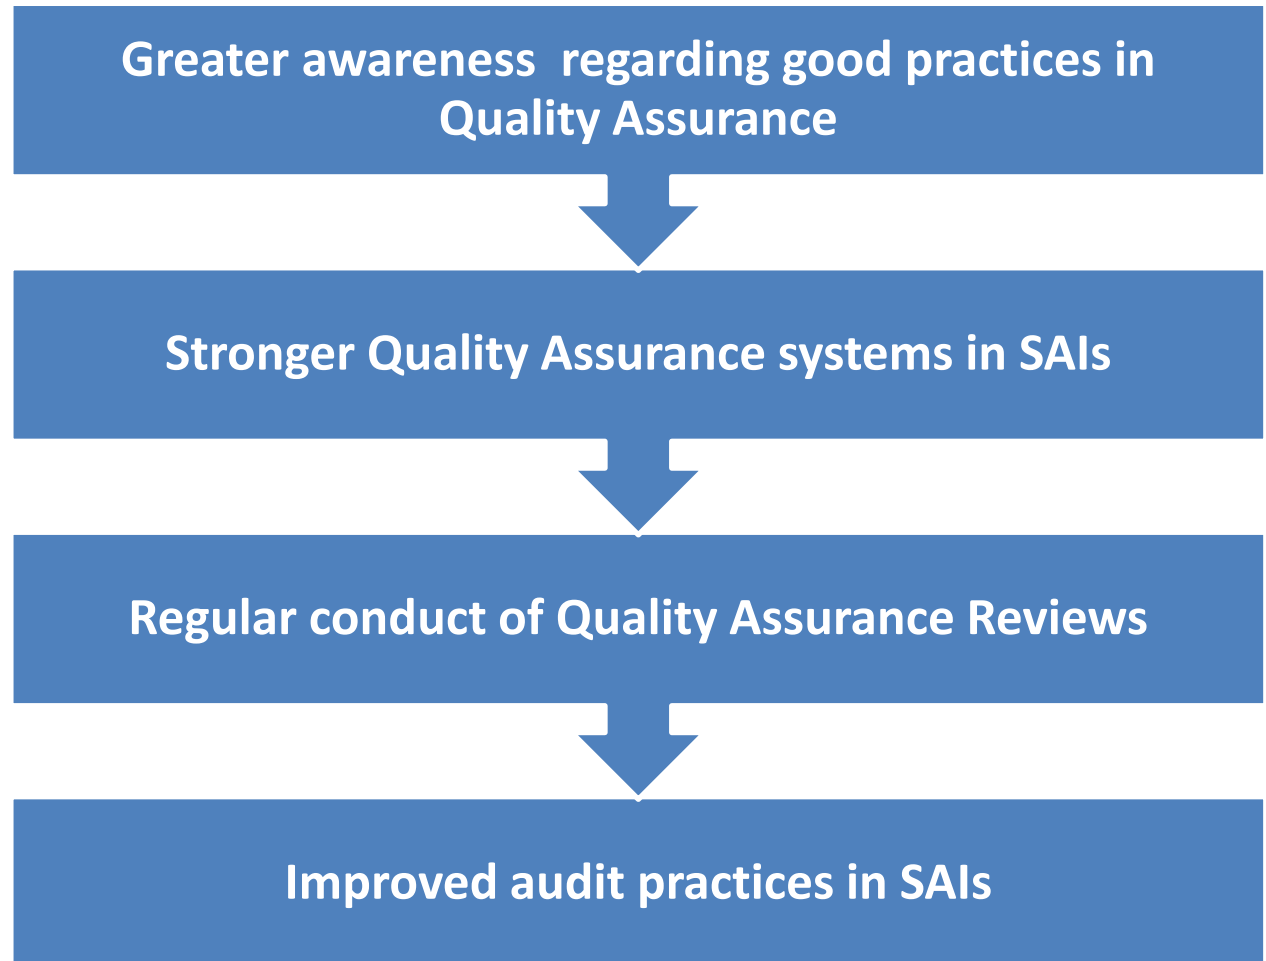 Greater awareness  regarding good practices in
Quality Assurance
Stronger Quality Assurance systems in SAIs
Regular conduct of Quality Assurance Reviews
Improved audit practices in SAIs